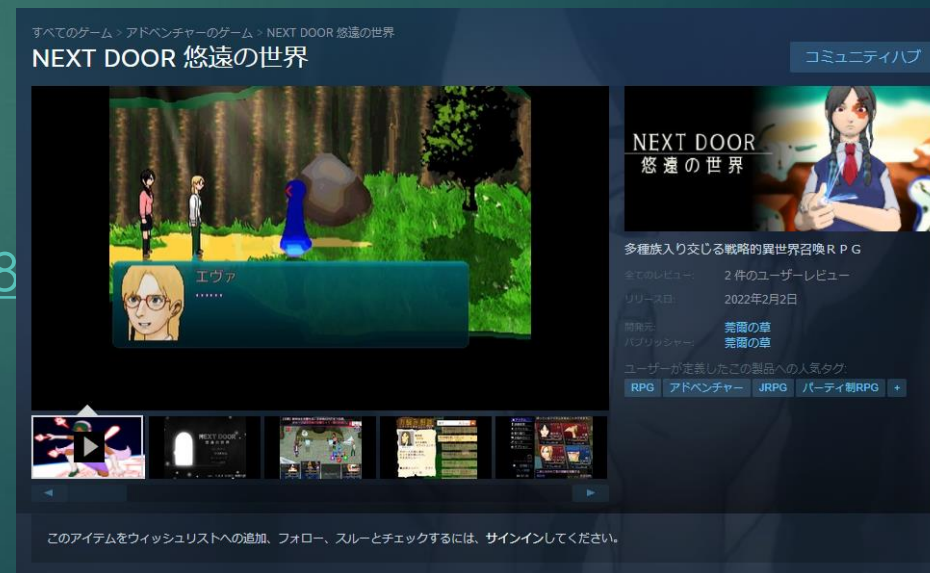 すべてのゲーム > アドベンチャーのゲーム > NEXT DOOR 悠遠の世界
NEXT DOOR 悠遠の世界
コミュニティハブ
エヴァ
……
NEXT DOOR
悠遠の世界
多種族入り交じる戦略的異世界召喚RPG
全てのレビュー: 2 件のユーザーレビュー
リリース日: 2022年2月2日
開発元: 莞爾の草
パブリッシャー: 莞爾の草
ユーザーが定義したこの製品への人気タグ:
RPG アドベンチャー JRPG パーティ制RPG +
NEXT DOOR
8
このアイテムをウィッシュリストへの追加、フォロー、スルーとチェックするには、サインインしてください。